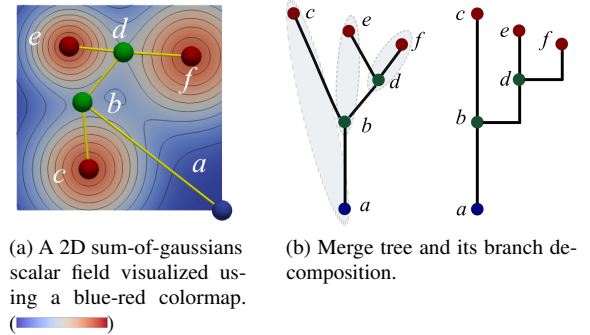 e
d
f
b
a
c
c
e
f
d
b
a
c
e
f
d
b
a
(a) A 2D sum-of-gaussians
scalar field visualized us-
ing a blue-red colormap.
( )
(b) Merge tree and its branch de-
composition.